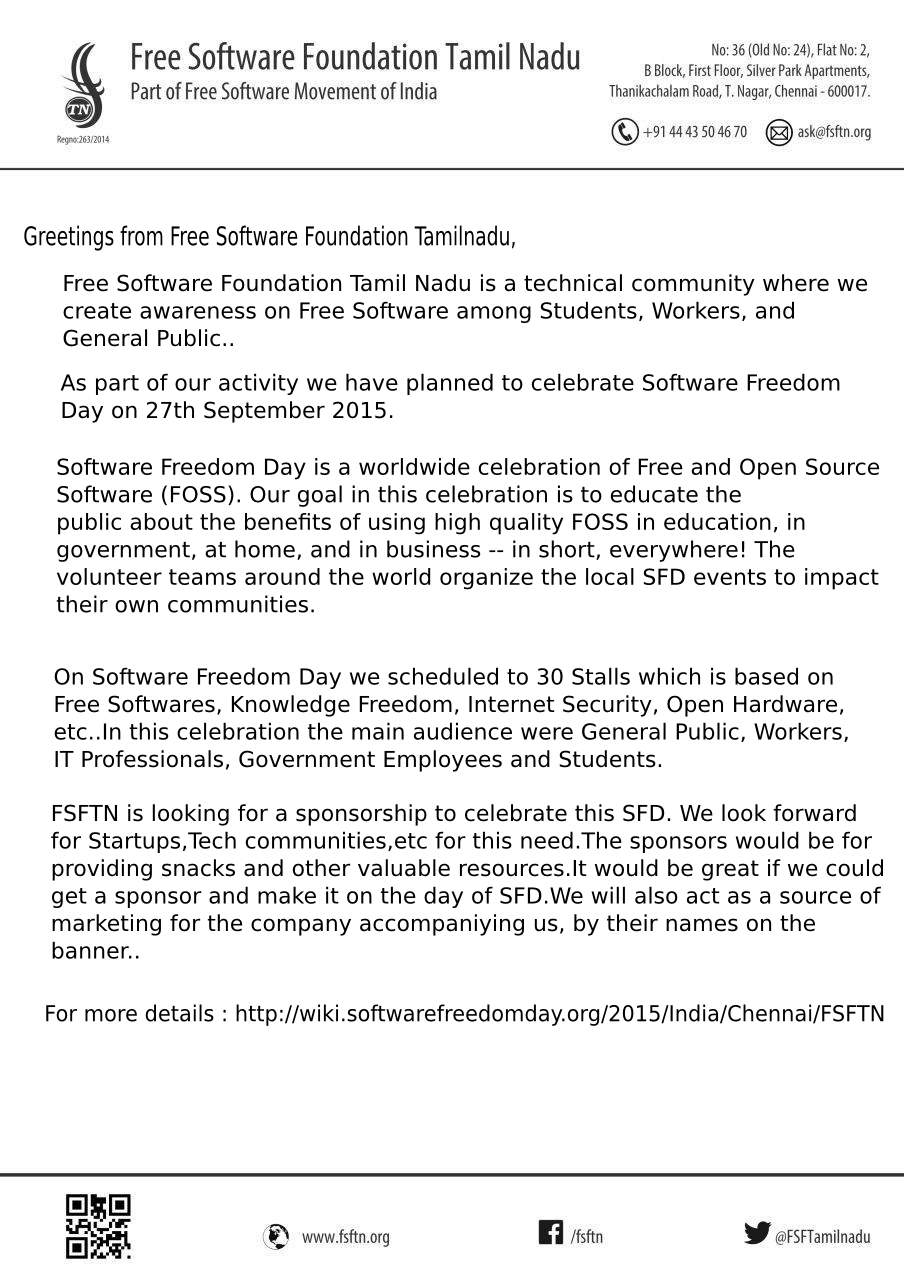 Free Software Foundation Tamil Nadu
Part of Free Software Movement of India
TN
Regno:263/2014
No: 36 (Old No: 24), Flat No: 2,
B Block, First Floor, Silver Park Apartments,
Thanikachalam Road, T. Nagar, Chennai - 600017.
+91 44 43 50 46 70 ask@fsftn.org
Greetings from Free Software Foundation Tamilnadu,
Free Software Foundation Tamil Nadu is a technical community where we
create awareness on Free Software among Students, Workers, and
General Public..
As part of our activity we have planned to celebrate Software Freedom
Day on 27th September 2015.
Software Freedom Day is a worldwide celebration of Free and Open Source
Software (FOSS). Our goal in this celebration is to educate the
public about the benefits of using high quality FOSS in education, in
government, at home, and in business -- in short, everywhere! The
volunteer teams around the world organize the local SFD events to impact
their own communities.
On Software Freedom Day we scheduled to 30 Stalls which is based on
Free Softwares, Knowledge Freedom, Internet Security, Open Hardware,
etc..In this celebration the main audience were General Public, Workers,
IT Professionals, Government Employees and Students.
FSFTN is looking for a sponsorship to celebrate this SFD. We look forward
for Startups,Tech communities,etc for this need.The sponsors would be for
providing snacks and other valuable resources.It would be great if we could
get a sponsor and make it on the day of SFD.We will also act as a source of
marketing for the company accompaniying us, by their names on the
banner..
For more details : http://wiki.softwarefreedomday.org/2015/India/Chennai/FSFTN
www.fsftn.org /fsftn @FSFTamilnadu